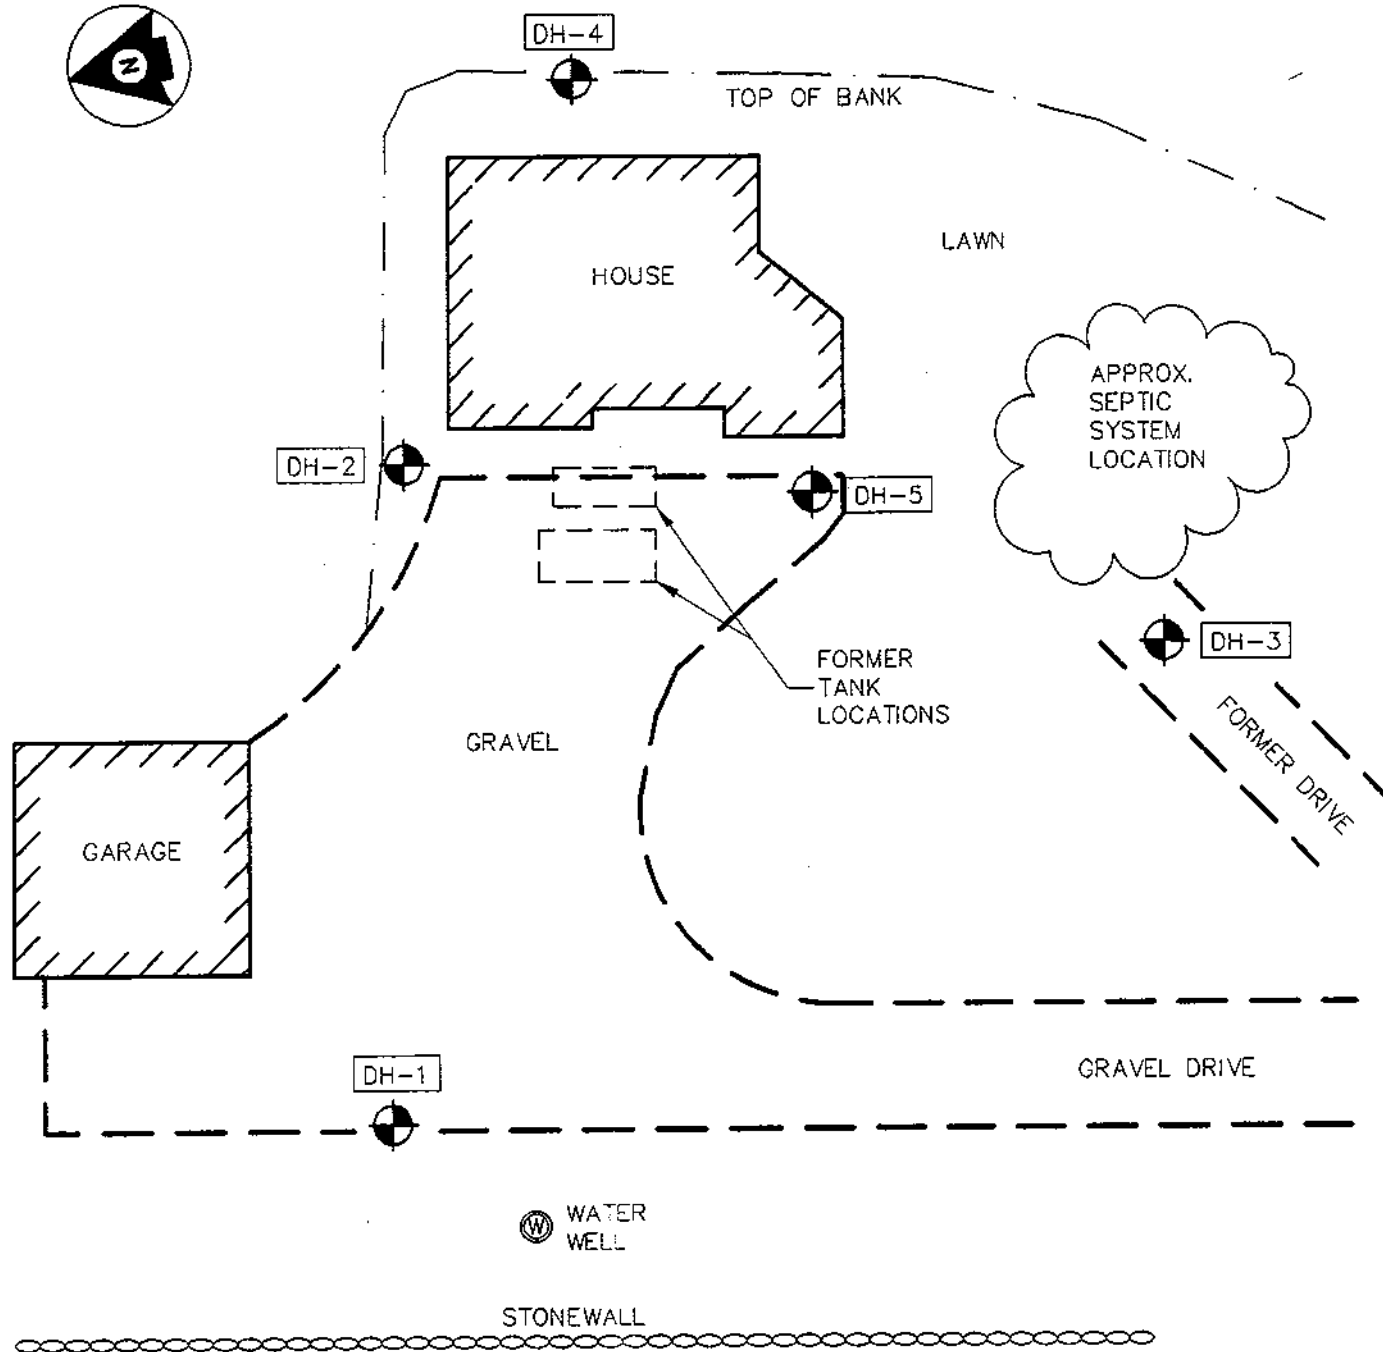 N
DH-4
TOP OF BANK
LAWN
HOUSE
APPROX.
SEPTIC
SYSTEM
LOCATION
DH-2
DH-5
DH-3
FORMER
TANK
LOCATIONS
FORMER DRIVE
GRAVEL
GARAGE
GRAVEL DRIVE
DH-1
W
WATER
WELL
STONEWALL